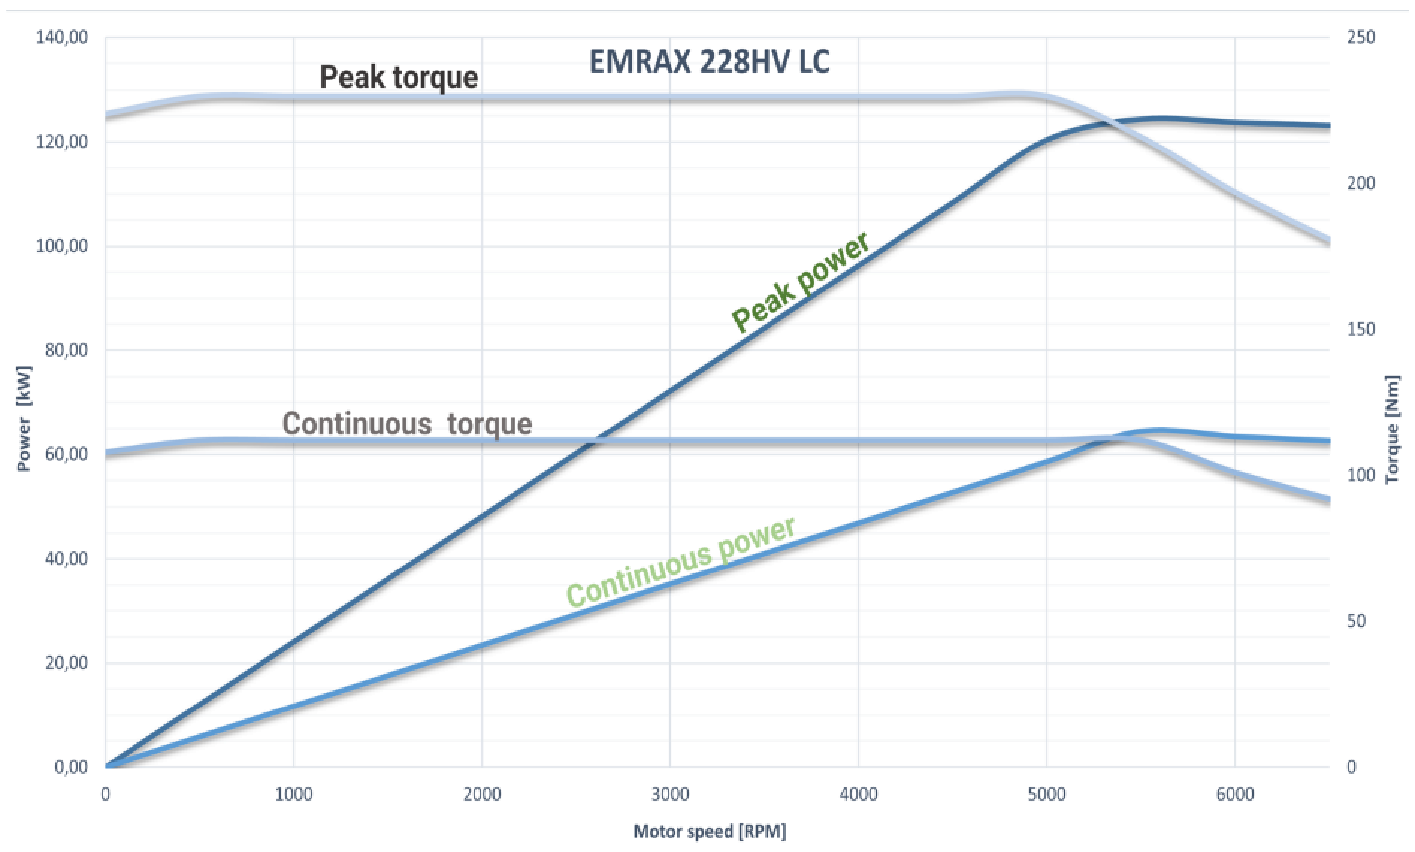 EMRAX 228HV LC
Peak torque
Peak power
Continuous torque
Continuous power
Power [kW]
140,00
120,00
100,00
80,00
60,00
40,00
20,00
0,00
Torque [Nm]
250
200
150
100
50
0
0 1000 2000 3000 4000 5000 6000
Motor speed [RPM]